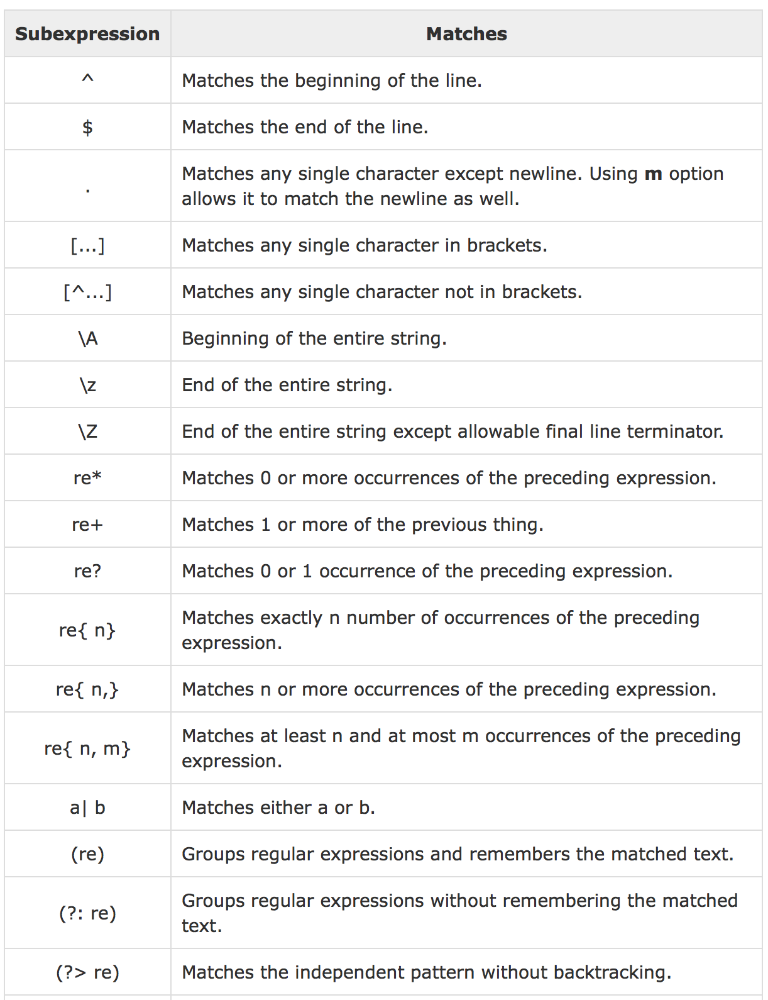 Subexpression Matches
^ Matches the beginning of the line.
$ Matches the end of the line.
. Matches any single character except newline. Using m option
allows it to match the newline as well.
[...] Matches any single character in brackets.
[^...] Matches any single character not in brackets.
\A Beginning of the entire string.
\z End of the entire string.
\Z End of the entire string except allowable final line terminator.
re* Matches 0 or more occurrences of the preceding expression.
re+ Matches 1 or more of the previous thing.
re? Matches 0 or 1 occurrence of the preceding expression.
re{ n} Matches exactly n number of occurrences of the preceding
expression.
re{ n,} Matches n or more occurrences of the preceding expression.
re{ n, m} Matches at least n and at most m occurrences of the preceding
expression.
a| b Matches either a or b.
(re) Groups regular expressions and remembers the matched text.
(?: re) Groups regular expressions without remembering the matched
text.
(?> re) Matches the independent pattern without backtracking.